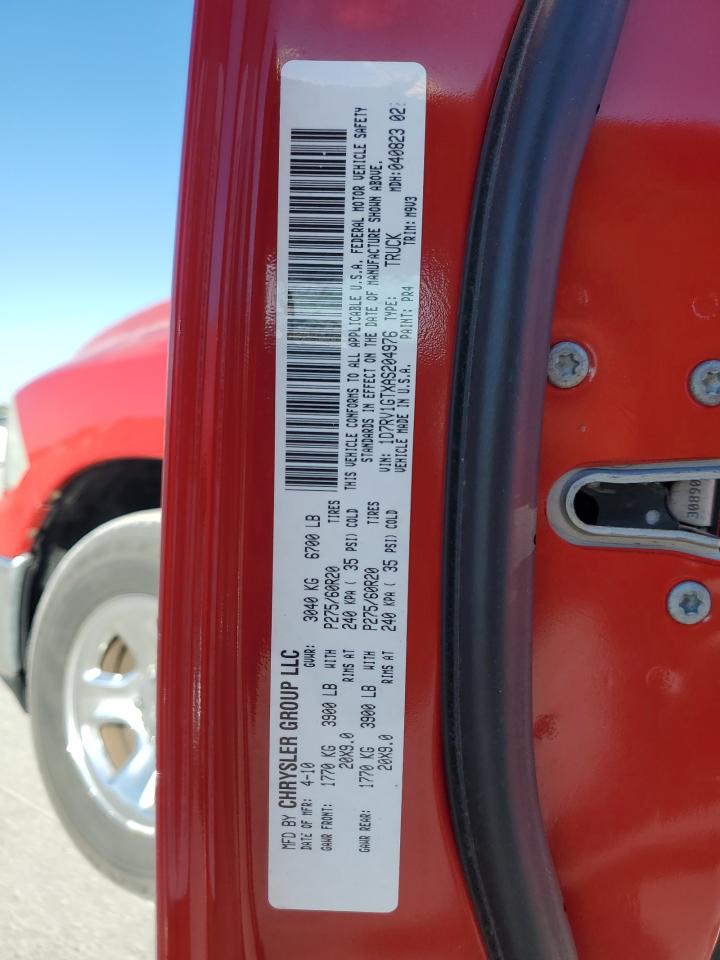 MFD BY CHRYSLER GROUP LLC
DATE OF MFR: 4-10 GVWR: 3040 KG 6700 LB
GAWR FRONT: 1770 KG 3900 LB WITH P275/60R20 TIRES
20X9.0 RIMS AT 240 KPA ( 35 PSI) COLD
GAWR REAR: 1770 KG 3900 LB WITH P275/60R20 TIRES
20X9.0 RIMS AT 240 KPA ( 35 PSI) COLD
THIS VEHICLE CONFORMS TO ALL APPLICABLE U.S.A. FEDERAL MOTOR VEHICLE SAFETY
STANDARDS IN EFFECT ON THE DATE OF MANUFACTURE SHOWN ABOVE.
VIN: 1D7RV1GTXAS204976 TYPE: TRUCK MDH: 040823 02
VEHICLE MADE IN U.S.A. PAINT: PR4 TRIM: M9V3
30890